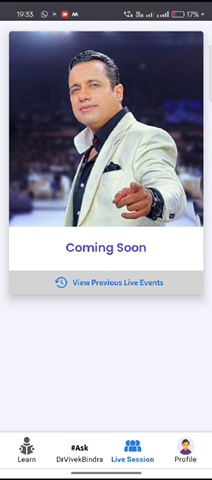 19:33
17%
Coming Soon
View Previous Live Events
#Ask
Learn
DrVivekBindra
Live Session
Profile